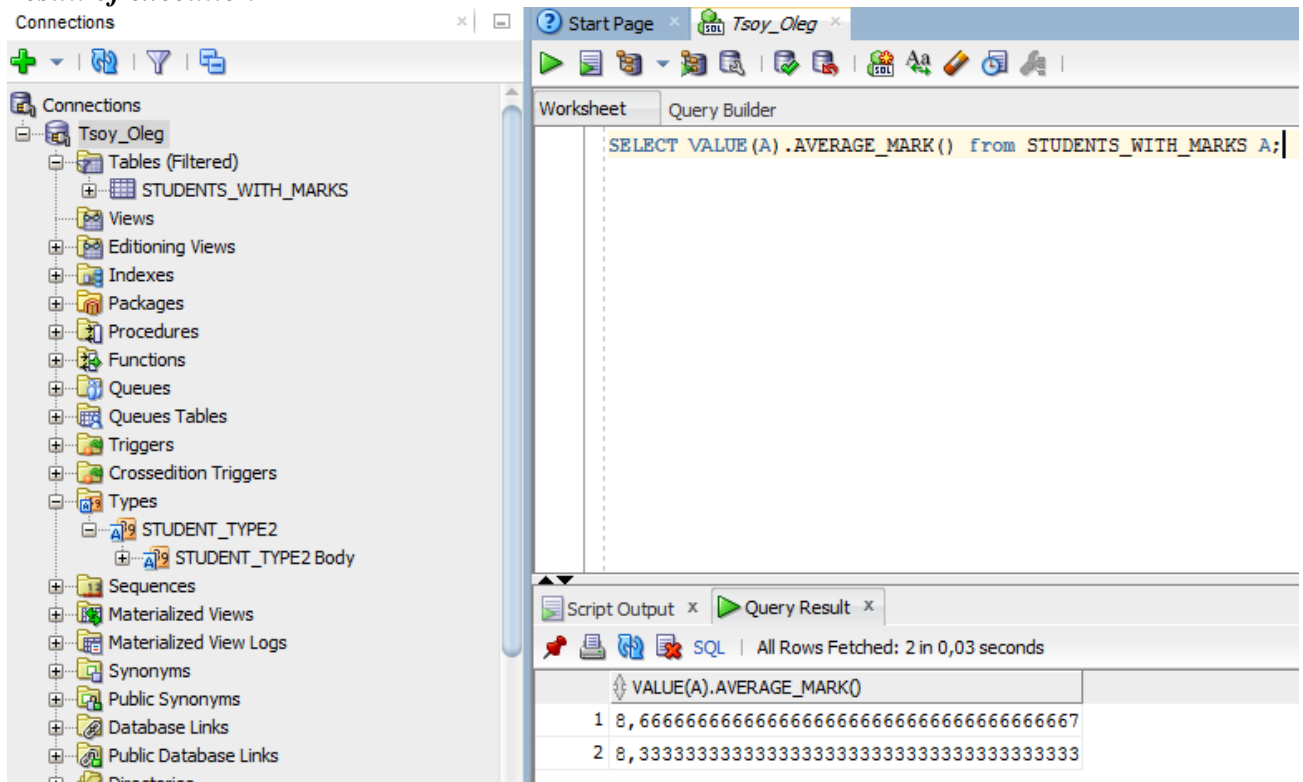 Connections
Start Page
Tsoy_Oleg
Connections
Tsoy_Oleg
Tables (Filtered)
STUDENTS_WITH_MARKS
Views
Editioning Views
Indexes
Packages
Procedures
Functions
Queues
Queues Tables
Triggers
Crossedition Triggers
Types
STUDENT_TYPE2
STUDENT_TYPE2 Body
Sequences
Materialized Views
Materialized View Logs
Synonyms
Public Synonyms
Database Links
Public Database Links
Worksheet Query Builder
SELECT VALUE(A).AVERAGE_MARK() from STUDENTS_WITH_MARKS A;
Script Output x Query Result x
SQL | All Rows Fetched: 2 in 0,03 seconds
VALUE(A).AVERAGE_MARK()
1 8,66666666666666666666666666666666666667
2 8,33333333333333333333333333333333333333